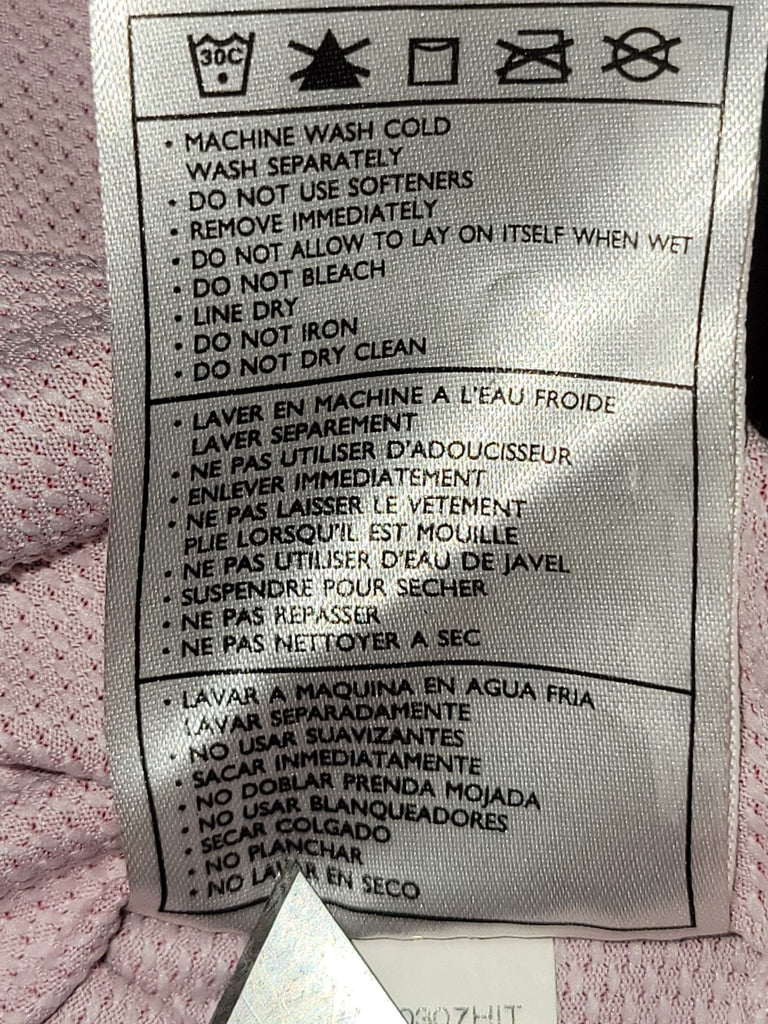 30C
• MACHINE WASH COLD
WASH SEPARATELY
• DO NOT USE SOFTENERS
• REMOVE IMMEDIATELY
• DO NOT ALLOW TO LAY ON ITSELF WHEN WET
• DO NOT BLEACH
• LINE DRY
• DO NOT IRON
• DO NOT DRY CLEAN
• LAVER EN MACHINE A L'EAU FROIDE
LAVER SEPAREMENT
• NE PAS UTILISER D'ADOUCISSEUR
• ENLEVER IMMEDIATEMENT
• NE PAS LAISSER LE VETEMENT
PLIE LORSQU'IL EST MOUILLE
• NE PAS UTILISER D'EAU DE JAVEL
• SUSPENDRE POUR SECHER
• NE PAS REPASSER
• NE PAS NETTOYER A SEC
• LAVAR A MAQUINA EN AGUA FRIA
LAVAR SEPARADAMENTE
• NO USAR SUAVIZANTES
• SACAR INMEDIATAMENTE
• NO DOBLAR PRENDA MOJADA
• NO USAR BLANQUEADORES
• SECAR COLGADO
• NO PLANCHAR
• NO LAVAR EN SECO